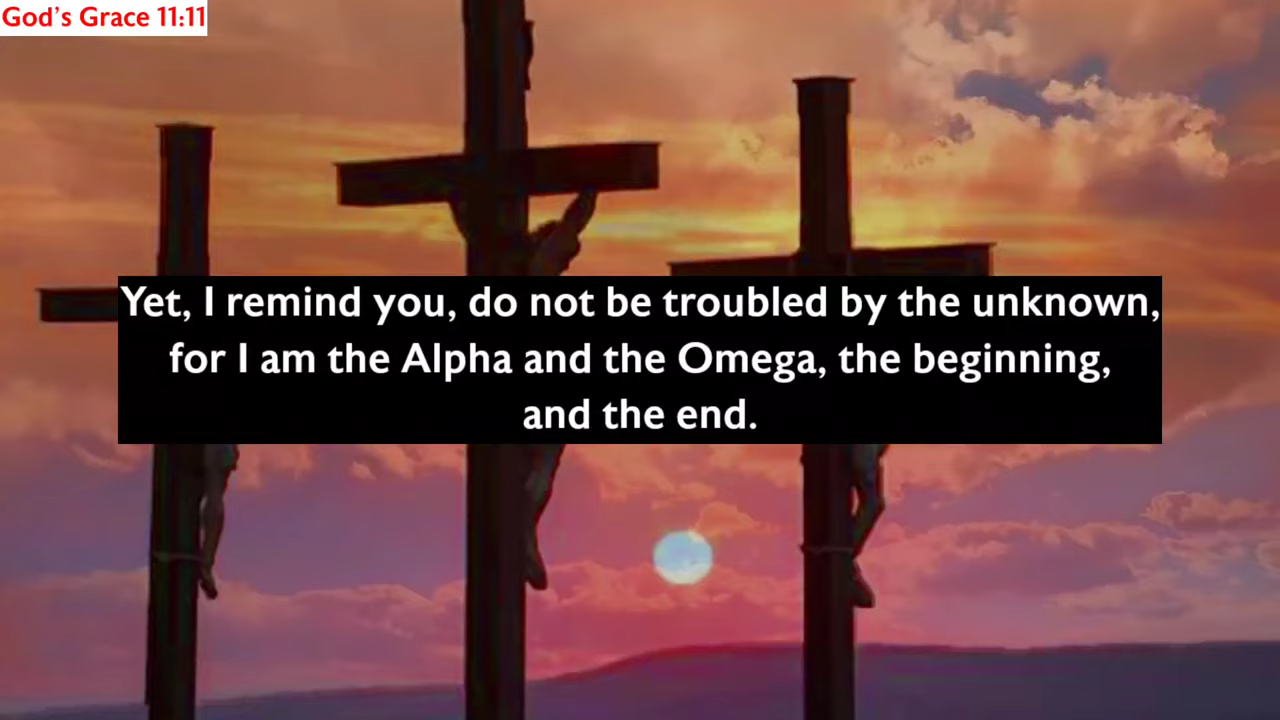 God's Grace 11:11
Yet, I remind you, do not be troubled by the unknown,
for I am the Alpha and the Omega, the beginning,
and the end.